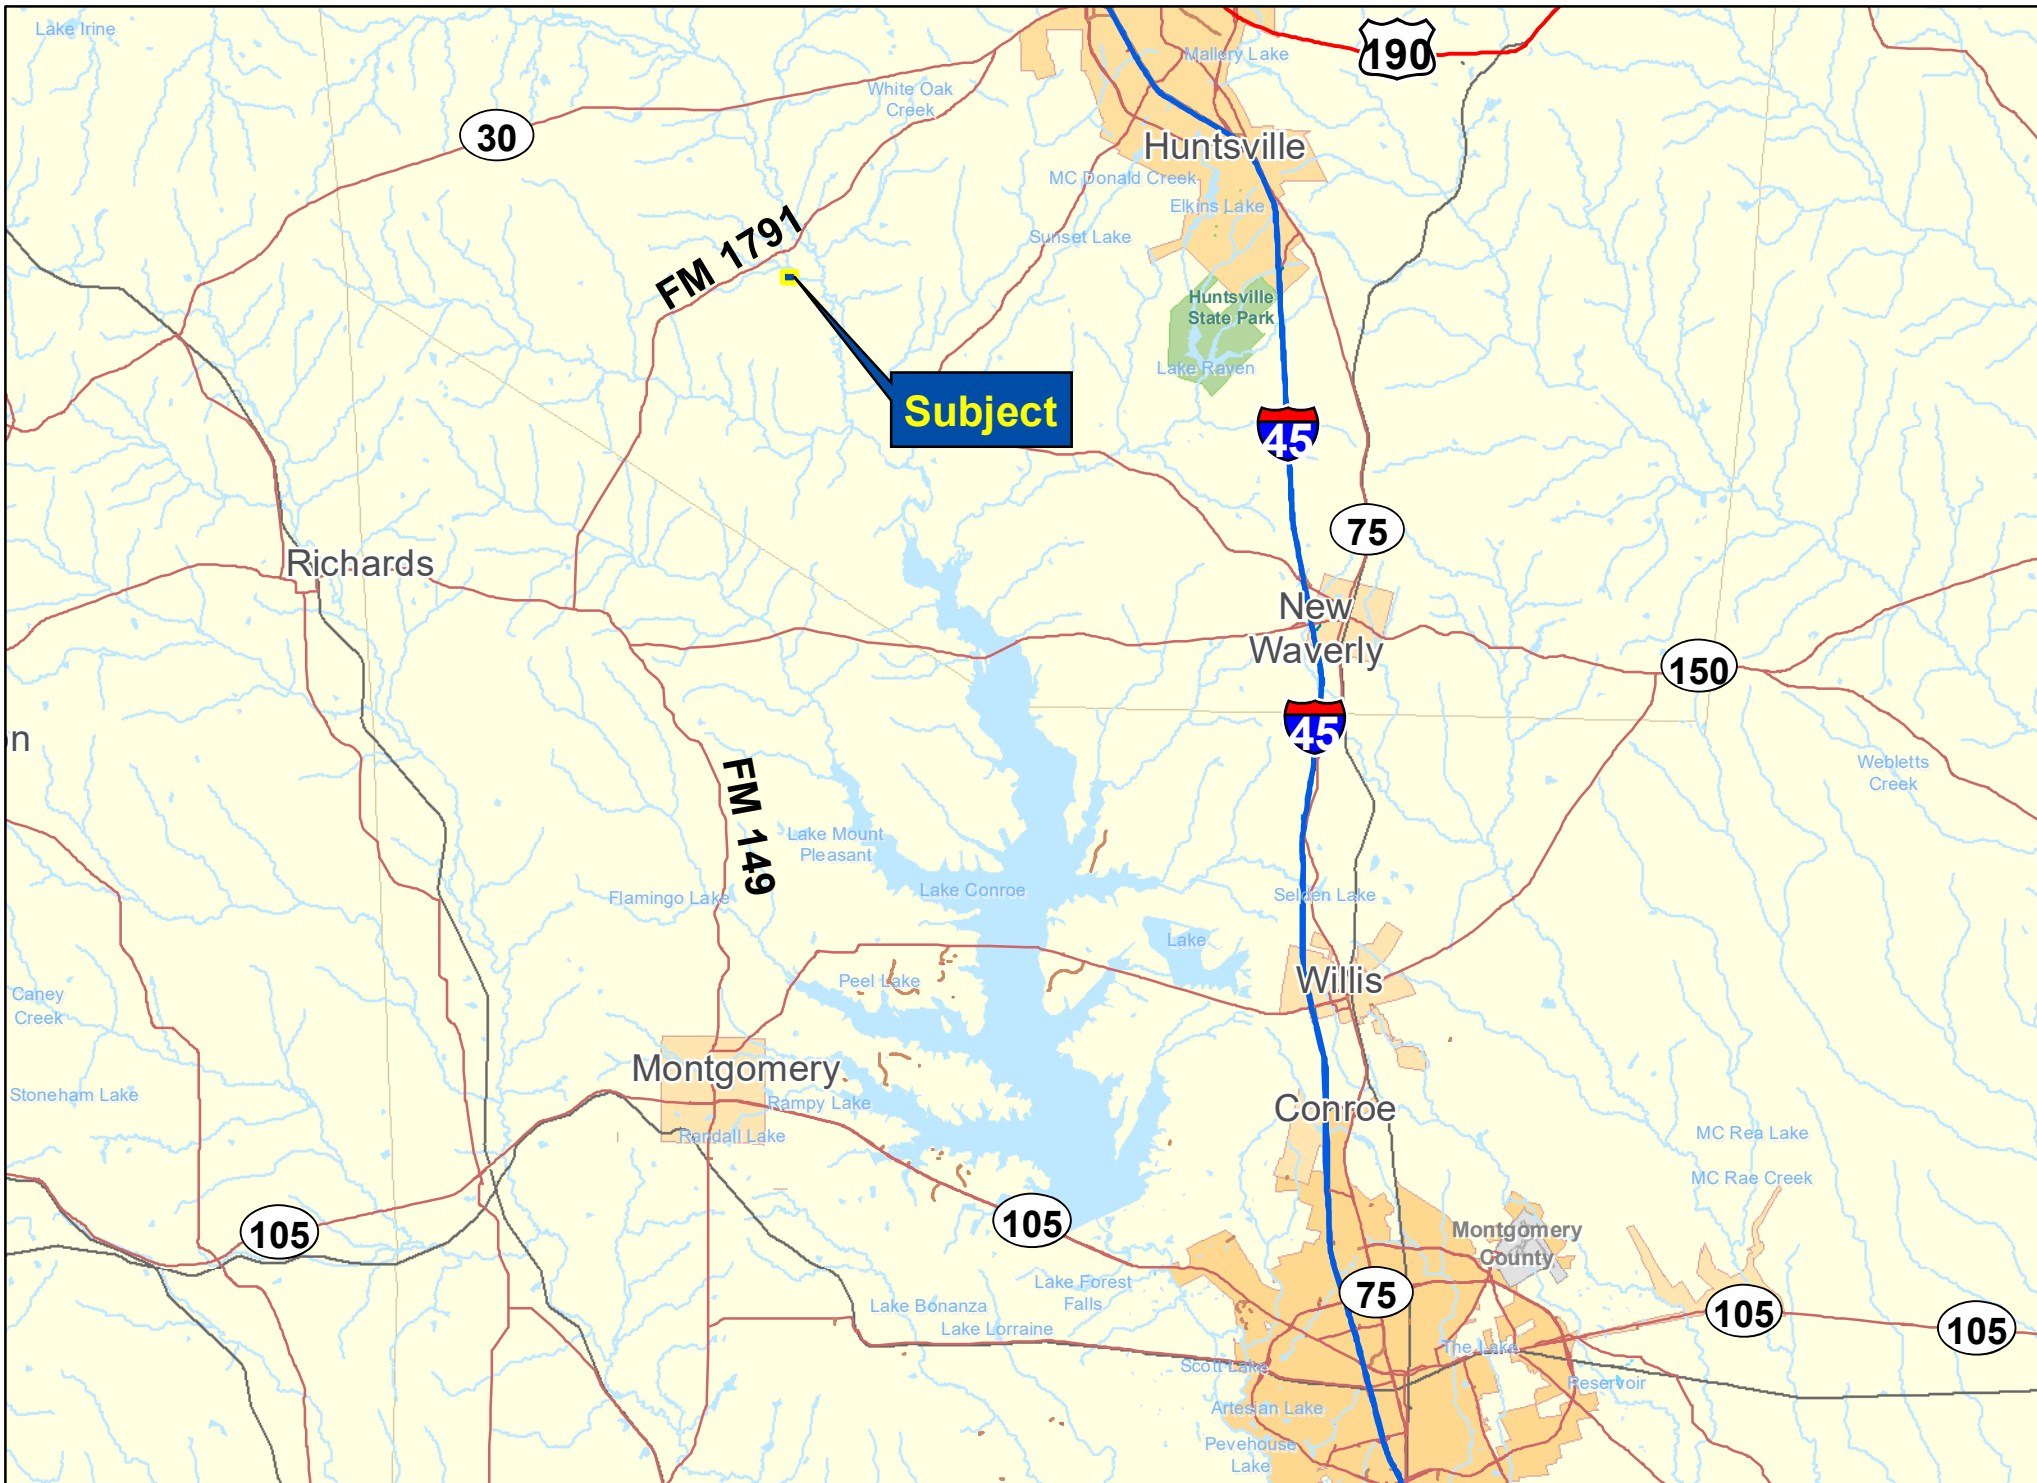 Lake Irine
190
Mallery Lake
White Oak
Creek
30
Huntsville
MC Donald Creek
Elkins Lake
FM 1791
Sunset Lake
Huntsville
State Park
Lake Raven
Subject
45
75
Richards
New
Waverly
150
45
n
Webletts
Creek
FM 149
Lake Mount
Pleasant
Lake Conroe
Flamingo Lake
Selden Lake
Lake
Peel Lake
Willis
Caney
Creek
Montgomery
Stoneham Lake
Rampy Lake
Conroe
Randall Lake
MC Rea Lake
MC Rae Creek
105
105
Montgomery
County
Lake Forest
Falls
75
Lake Bonanza
105
105
Lake Lorraine
The Lake
Scott Lake
Reservoir
Artesian Lake
Pevehouse
Lake